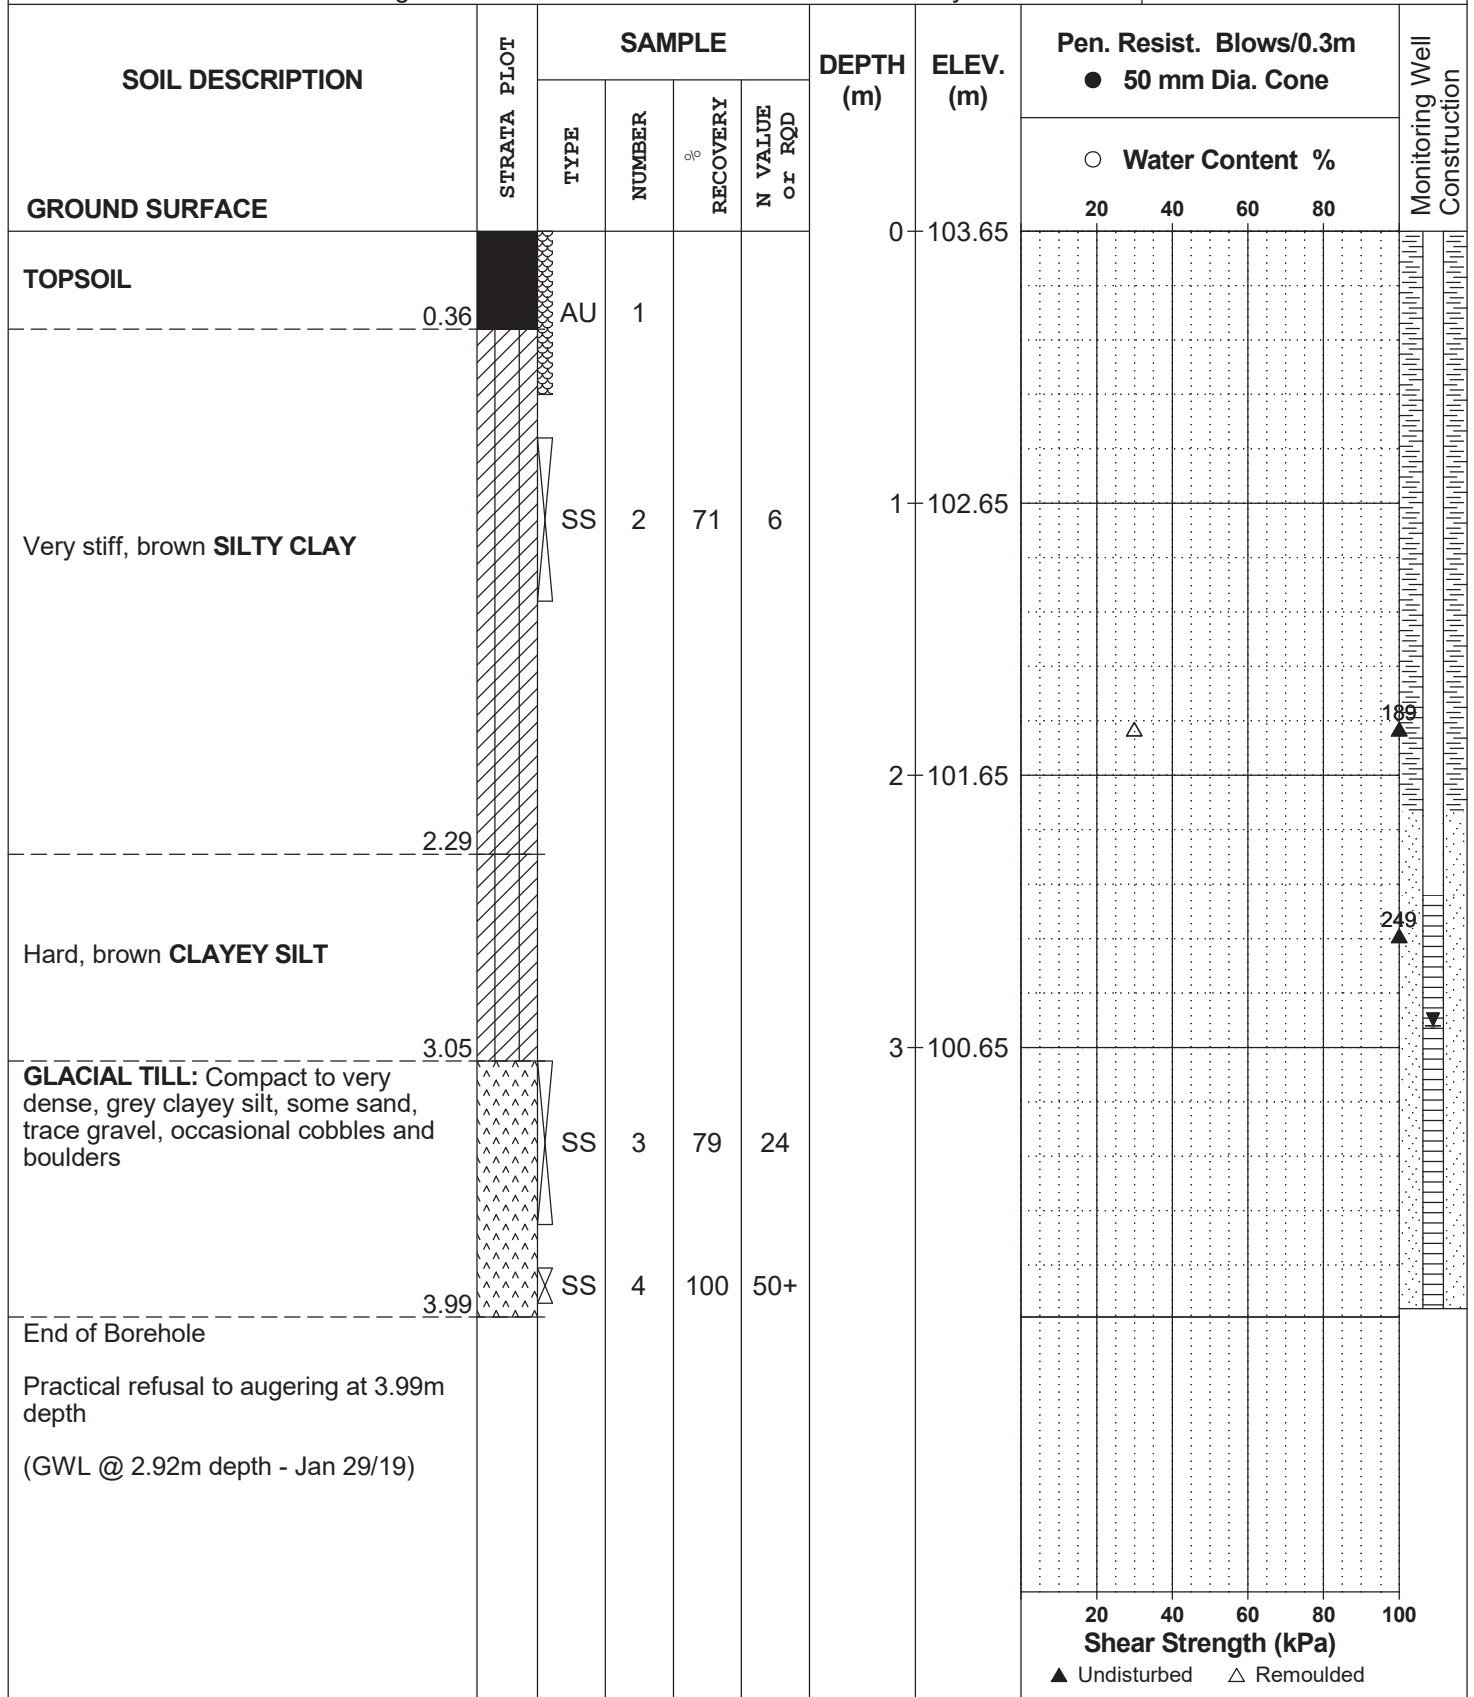 SOIL DESCRIPTION
GROUND SURFACE
STRATA PLOT
SAMPLE
TYPE
NUMBER
%
RECOVERY
N VALUE
or RQD
DEPTH
(m)
ELEV.
(m)
Pen. Resist. Blows/0.3m
● 50 mm Dia. Cone
○ Water Content %
20 40 60 80
Monitoring Well
Construction
0 103.65
TOPSOIL
0.36
AU 1
1 102.65
SS 2 71 6
Very stiff, brown SILTY CLAY
189
2 101.65
2.29
249
Hard, brown CLAYEY SILT
3.05
3 100.65
GLACIAL TILL: Compact to very
dense, grey clayey silt, some sand,
trace gravel, occasional cobbles and
boulders
SS 3 79 24
SS 4 100 50+
3.99
End of Borehole
Practical refusal to augering at 3.99m
depth
(GWL @ 2.92m depth - Jan 29/19)
20 40 60 80 100
Shear Strength (kPa)
▲ Undisturbed △ Remoulded